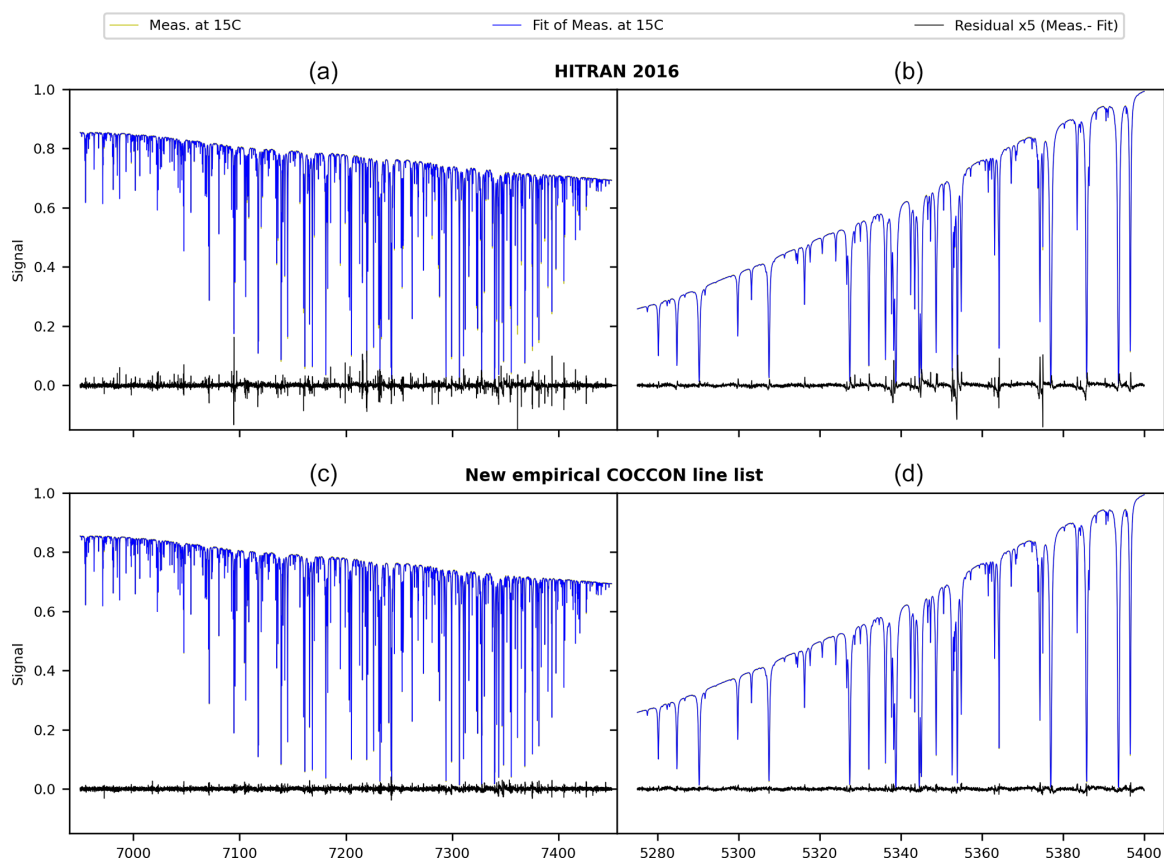 Meas. at 15C Fit of Meas. at 15C Residual x5 (Meas.- Fit)
(a) HITRAN 2016 (b)
1.0
0.8
0.6
Signal
0.4
0.2
0.0
(c) New empirical COCCON line list (d)
1.0
0.8
0.6
Signal
0.4
0.2
0.0
7000 7100 7200 7300 7400 5280 5300 5320 5340 5360 5380 5400